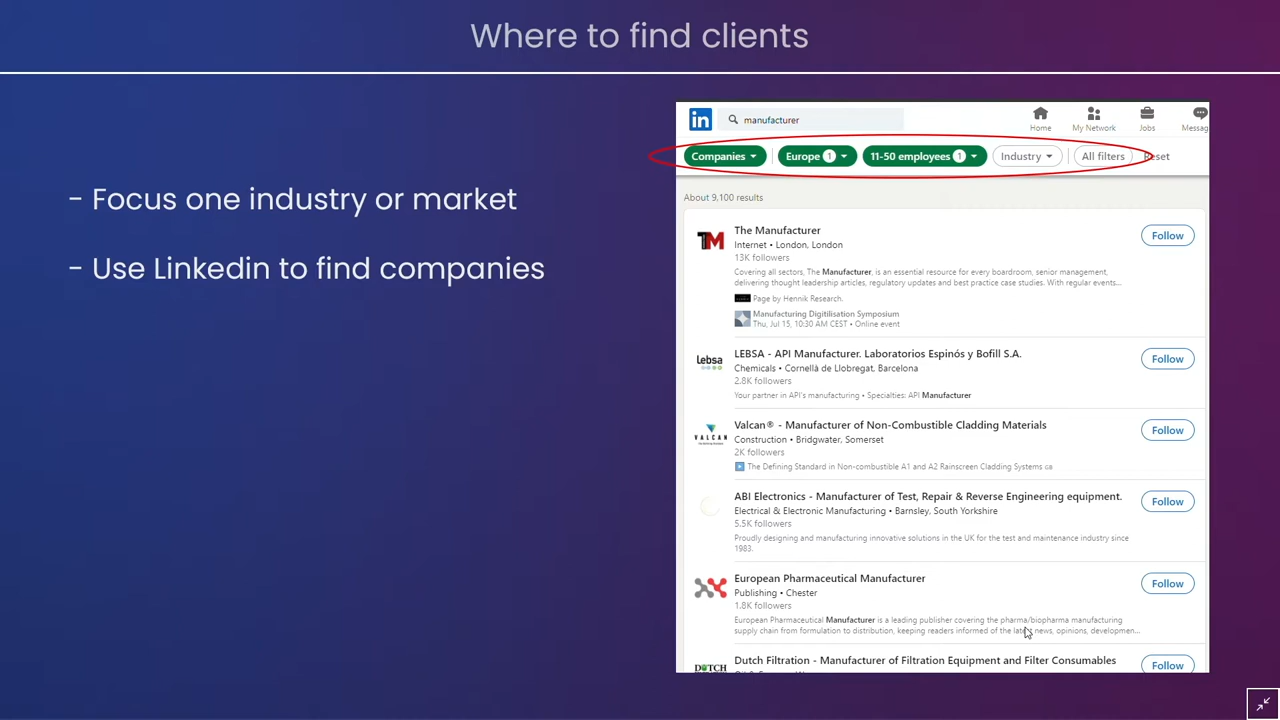 Where to find clients
- Focus one industry or market
- Use Linkedin to find companies
in
manufacturer
Home
My Network
Jobs
Messag
Companies
Europe 1
11-50 employees 1
Industry
All filters
Reset
About 9,100 results
TM
The Manufacturer
Follow
Internet • London, London
13K followers
Covering all sectors, The Manufacturer, is an essential resource for every boardroom, senior management,
delivering thought leadership articles, regulatory updates and best practice case studies. With regular events...
Page by Hennik Research.
Manufacturing Digitilisation Symposium
Thu, Jul 15, 10:30 AM CEST • Online event
Lebsa
LEBSA - API Manufacturer. Laboratorios Espinós y Bofill S.A.
Follow
Chemicals • Cornellà de Llobregat, Barcelona
2.8K followers
Your partner in API's manufacturing • Specialties: API Manufacturer
VALCAN
Valcan® - Manufacturer of Non-Combustible Cladding Materials
Follow
Construction • Bridgwater, Somerset
2K followers
The Defining Standard in Non-combustible A1 and A2 Rainscreen Cladding Systems ca
ABI Electronics - Manufacturer of Test, Repair & Reverse Engineering equipment.
Follow
Electrical & Electronic Manufacturing • Barnsley, South Yorkshire
5.5K followers
Proudly designing and manufacturing innovative solutions in the UK for the test and maintenance industry since
1983.
European Pharmaceutical Manufacturer
Follow
Publishing • Chester
1.8K followers
European Pharmaceutical Manufacturer is a leading publisher covering the pharma/biopharma manufacturing
supply chain from formulation to distribution, keeping readers informed of the latest news, opinions, developmen...
DUTCH
Dutch Filtration - Manufacturer of Filtration Equipment and Filter Consumables
Follow